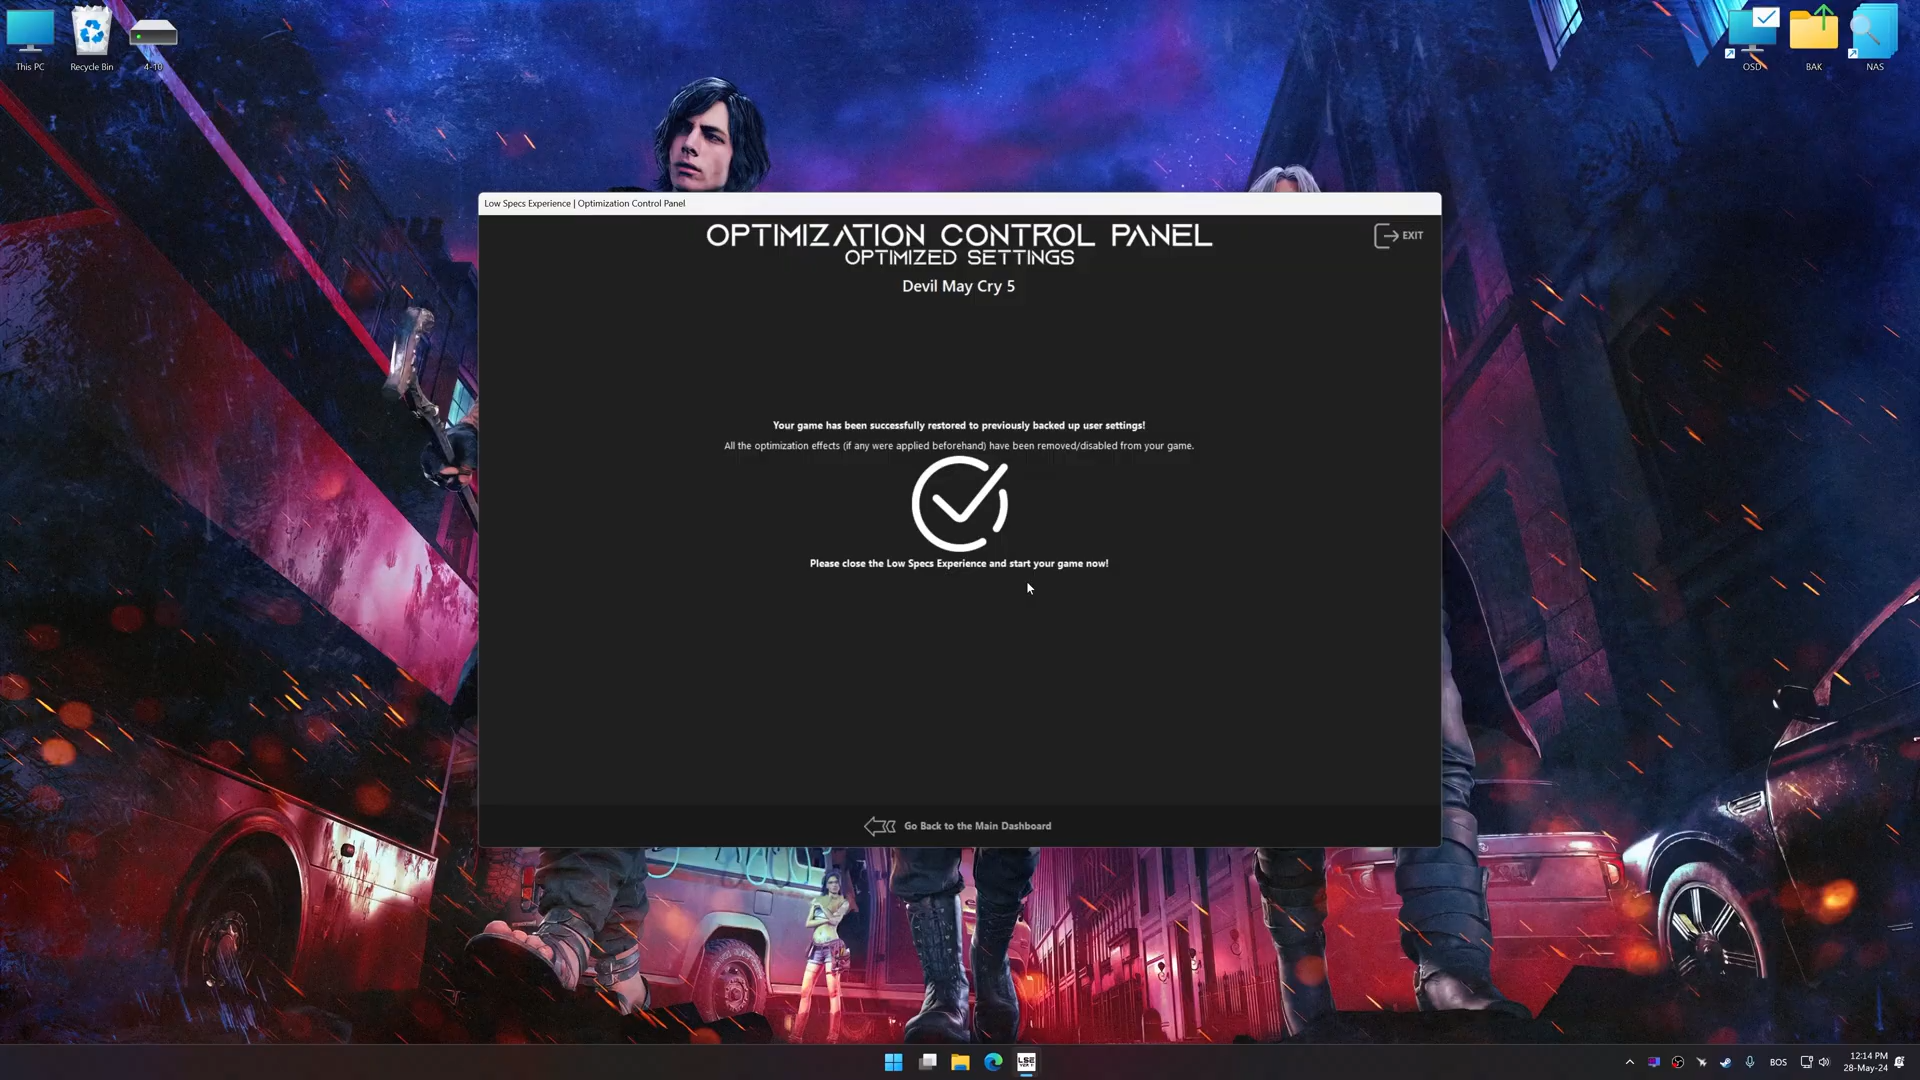 This PC
Recycle Bin
4-10
OSD
BAK
NAS
Low Specs Experience | Optimization Control Panel
OPTIMIZATION CONTROL PANEL
EXIT
OPTIMIZED SETTINGS
Devil May Cry 5
Your game has been successfully restored to previously backed up user settings!
All the optimization effects (if any were applied beforehand) have been removed/disabled from your game.
Please close the Low Specs Experience and start your game now!
Go Back to the Main Dashboard
LSE
BOS
12:14 PM
28-May-24